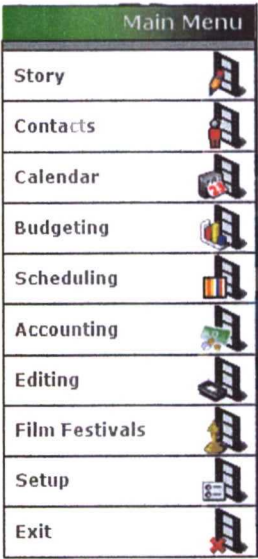 Main Menu
Story
Contacts
Calendar
Budgeting
Scheduling
Accounting
Editing
Film Festivals
Setup
Exit